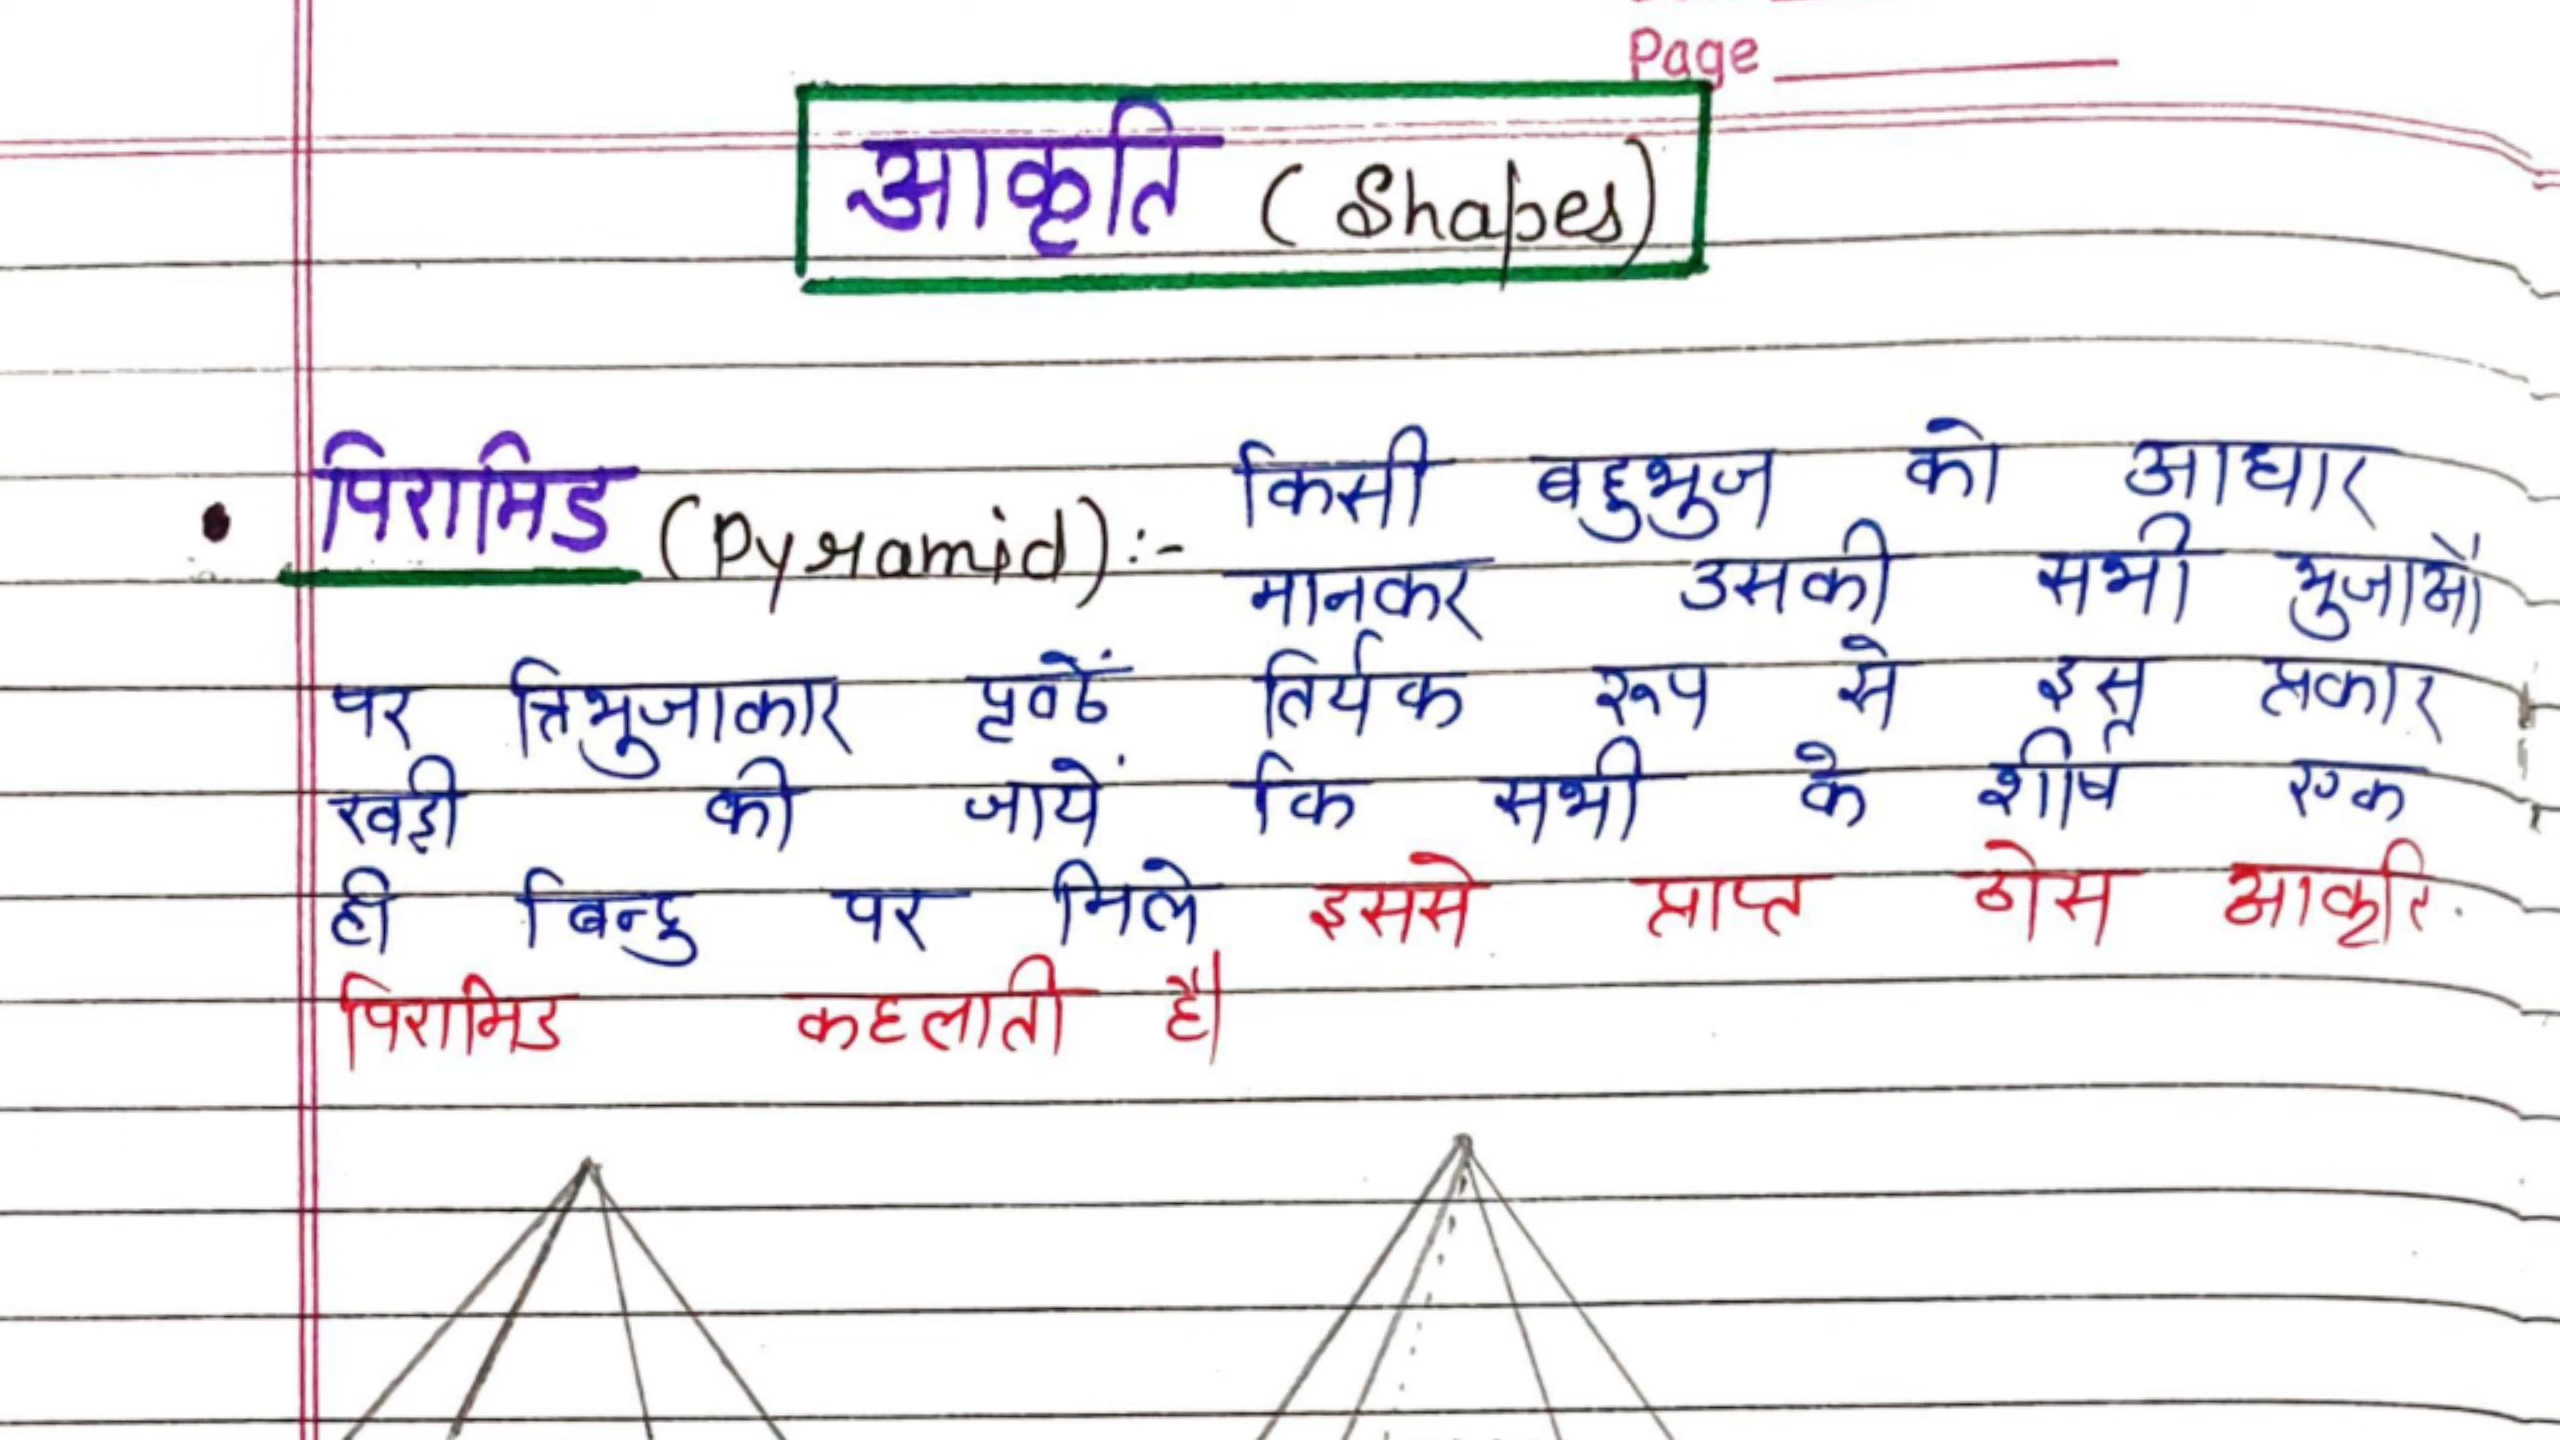 Page
आकृति (Shapes)
• पिरामिड (Pyramid):- किसी बहुभुज को आधार
मानकर उसकी सभी भुजाओं
पर त्रिभुजाकार पृष्ठें तिर्यक रूप से इस प्रकार
खड़ी की जायें कि सभी के शीर्ष एक
ही बिन्दु पर मिले इससे प्राप्त ठोस आकृति
पिरामिड कहलाती है।